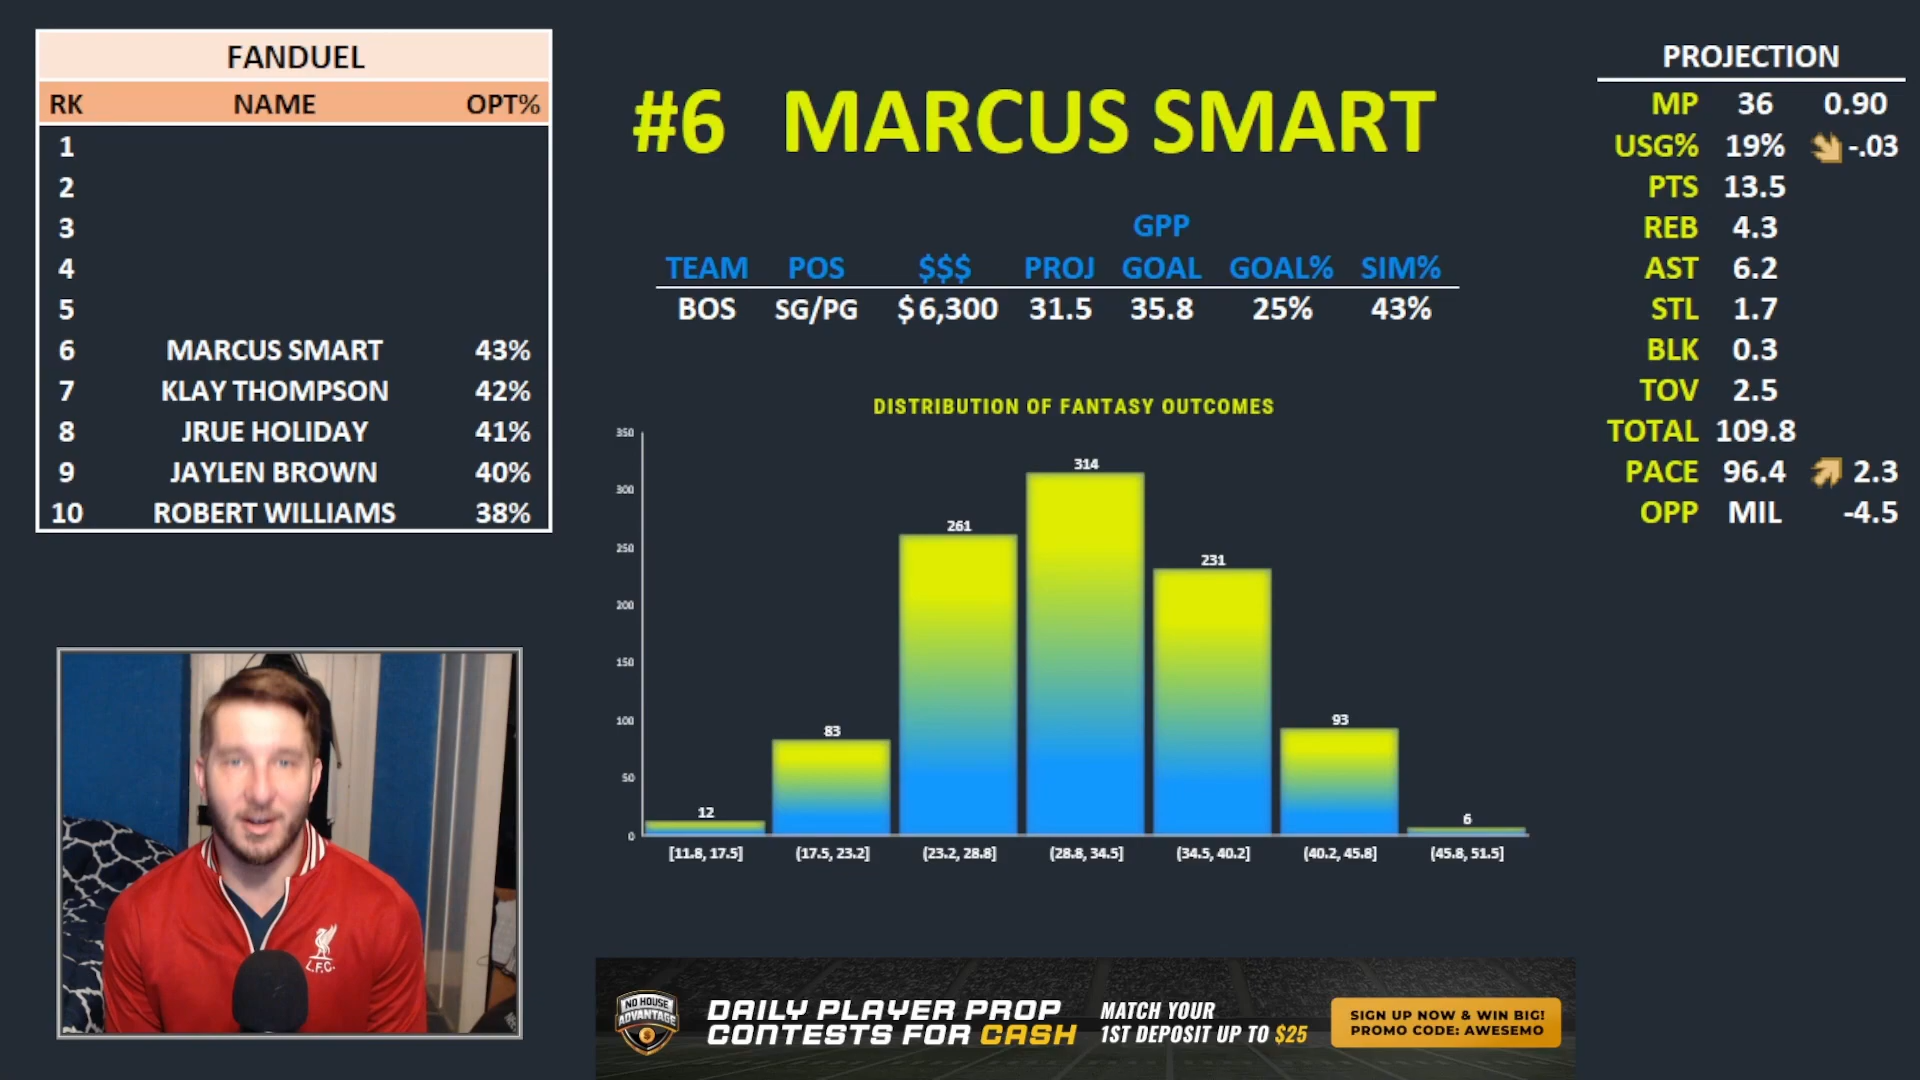 FANDUEL
RK NAME OPT%
1
2
3
4
5
6 MARCUS SMART 43%
7 KLAY THOMPSON 42%
8 JRUE HOLIDAY 41%
9 JAYLEN BROWN 40%
10 ROBERT WILLIAMS 38%
#6 MARCUS SMART
GPP
TEAM POS $$$ PROJ GOAL GOAL% SIM%
BOS SG/PG $6,300 31.5 35.8 25% 43%
DISTRIBUTION OF FANTASY OUTCOMES
350
300
250
200
150
100
50
0
12
83
261
314
231
93
6
[11.8, 17.5]
(17.5, 23.2]
(23.2, 28.8]
(28.8, 34.5]
(34.5, 40.2]
(40.2, 45.8]
(45.8, 51.5]
PROJECTION
MP 36 0.90
USG% 19% -.03
PTS 13.5
REB 4.3
AST 6.2
STL 1.7
BLK 0.3
TOV 2.5
TOTAL 109.8
PACE 96.4 2.3
OPP MIL -4.5
L.F.C.
NO HOUSE
ADVANTAGE
DAILY PLAYER PROP
CONTESTS FOR CASH
MATCH YOUR
1ST DEPOSIT UP TO $25
SIGN UP NOW & WIN BIG!
PROMO CODE: AWESEMO